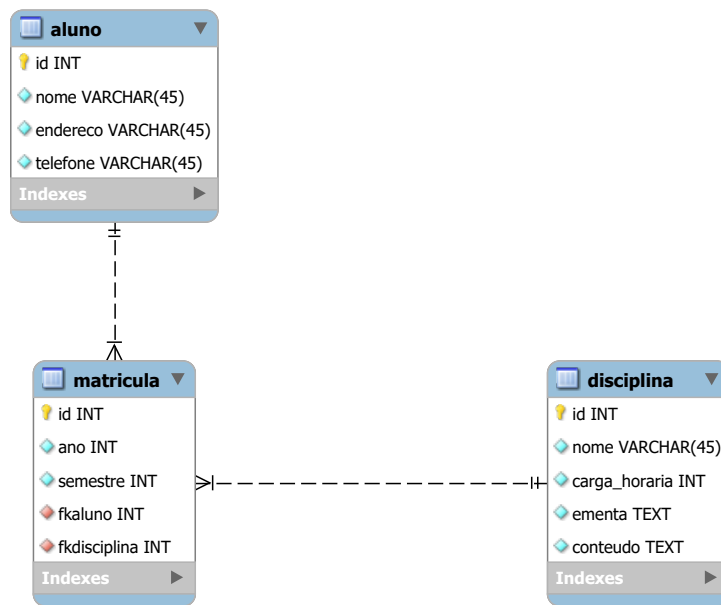 aluno
id INT
nome VARCHAR(45)
endereco VARCHAR(45)
telefone VARCHAR(45)
Indexes
matricula
id INT
ano INT
semestre INT
fkaluno INT
fkdisciplina INT
Indexes
disciplina
id INT
nome VARCHAR(45)
carga_horaria INT
ementa TEXT
conteudo TEXT
Indexes